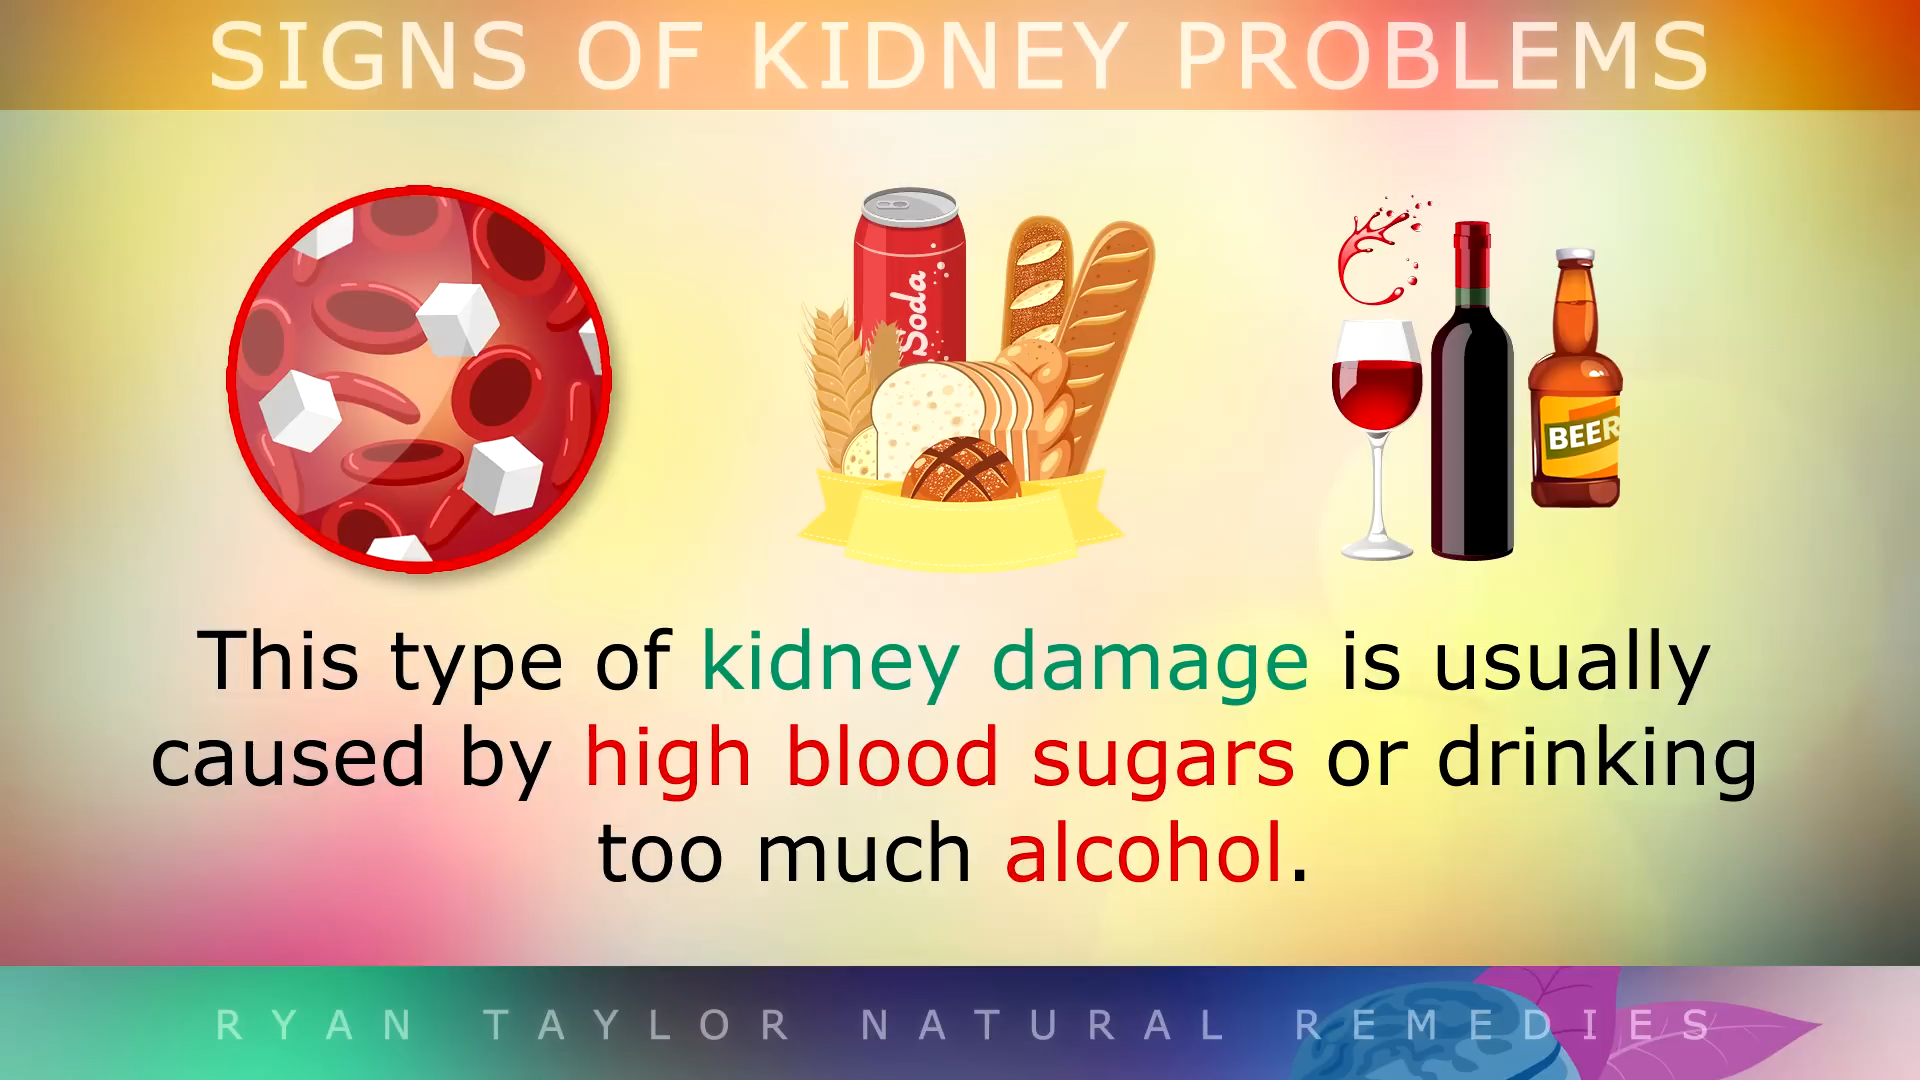 SIGNS OF KIDNEY PROBLEMS
Soda
BEER
This type of kidney damage is usually
caused by high blood sugars or drinking
too much alcohol.
RYAN TAYLOR NATURAL REMEDIES